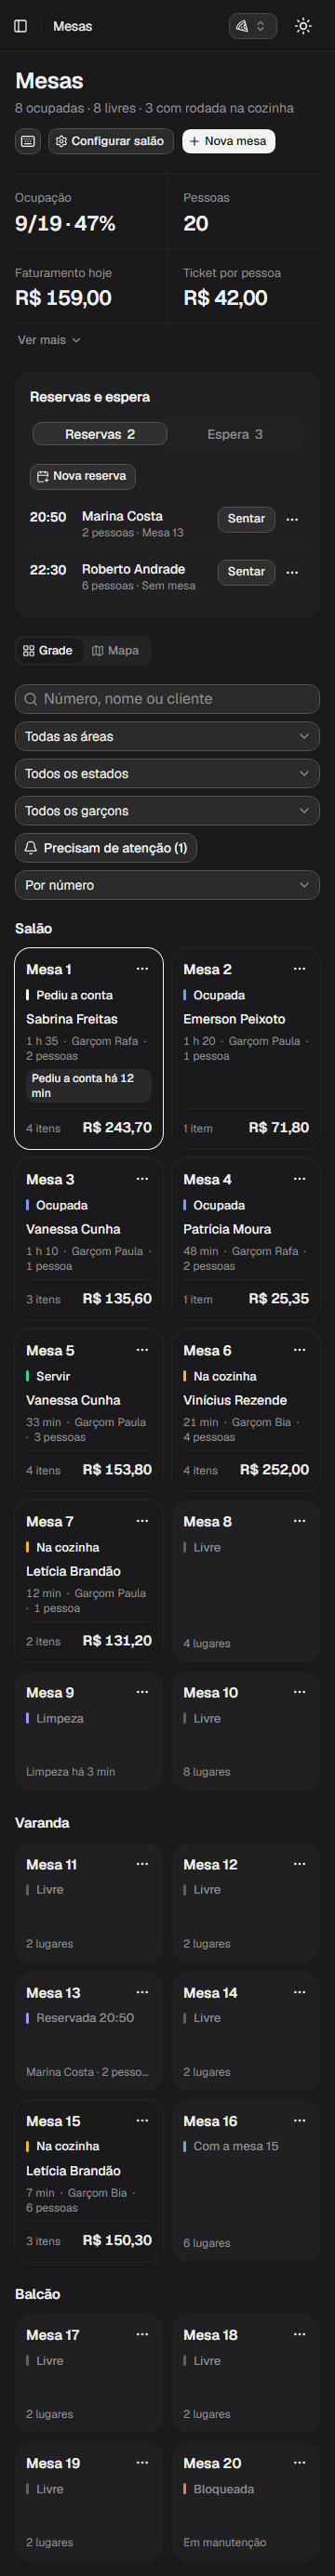 Mesas
Mesas
8 ocupadas · 8 livres · 3 com rodada na cozinha
Configurar salão
+ Nova mesa
Ocupação
9/19 · 47%
Pessoas
20
Faturamento hoje
R$ 159,00
Ticket por pessoa
R$ 42,00
Ver mais
Reservas e espera
Reservas 2
Espera 3
Nova reserva
20:50
Marina Costa
2 pessoas · Mesa 13
Sentar
22:30
Roberto Andrade
6 pessoas · Sem mesa
Sentar
Grade
Mapa
Número, nome ou cliente
Todas as áreas
Todos os estados
Todos os garçons
Precisam de atenção (1)
Por número
Salão
Mesa 1
Pediu a conta
Sabrina Freitas
1 h 35 · Garçom Rafa ·
2 pessoas
Pediu a conta há 12
min
4 itens
R$ 243,70
Mesa 2
Ocupada
Emerson Peixoto
1 h 20 · Garçom Paula ·
1 pessoa
1 item
R$ 71,80
Mesa 3
Ocupada
Vanessa Cunha
1 h 10 · Garçom Paula ·
1 pessoa
3 itens
R$ 135,60
Mesa 4
Ocupada
Patrícia Moura
48 min · Garçom Rafa ·
2 pessoas
1 item
R$ 25,35
Mesa 5
Servir
Vanessa Cunha
33 min · Garçom Paula
· 3 pessoas
4 itens
R$ 153,80
Mesa 6
Na cozinha
Vinícius Rezende
21 min · Garçom Bia ·
4 pessoas
4 itens
R$ 252,00
Mesa 7
Na cozinha
Letícia Brandão
12 min · Garçom Paula
· 1 pessoa
2 itens
R$ 131,20
Mesa 8
Livre
4 lugares
Mesa 9
Limpeza
Limpeza há 3 min
Mesa 10
Livre
8 lugares
Varanda
Mesa 11
Livre
2 lugares
Mesa 12
Livre
2 lugares
Mesa 13
Reservada 20:50
Marina Costa · 2 pesso...
Mesa 14
Livre
2 lugares
Mesa 15
Na cozinha
Letícia Brandão
7 min · Garçom Bia ·
6 pessoas
3 itens
R$ 150,30
Mesa 16
Com a mesa 15
6 lugares
Balcão
Mesa 17
Livre
2 lugares
Mesa 18
Livre
2 lugares
Mesa 19
Livre
2 lugares
Mesa 20
Bloqueada
Em manutenção